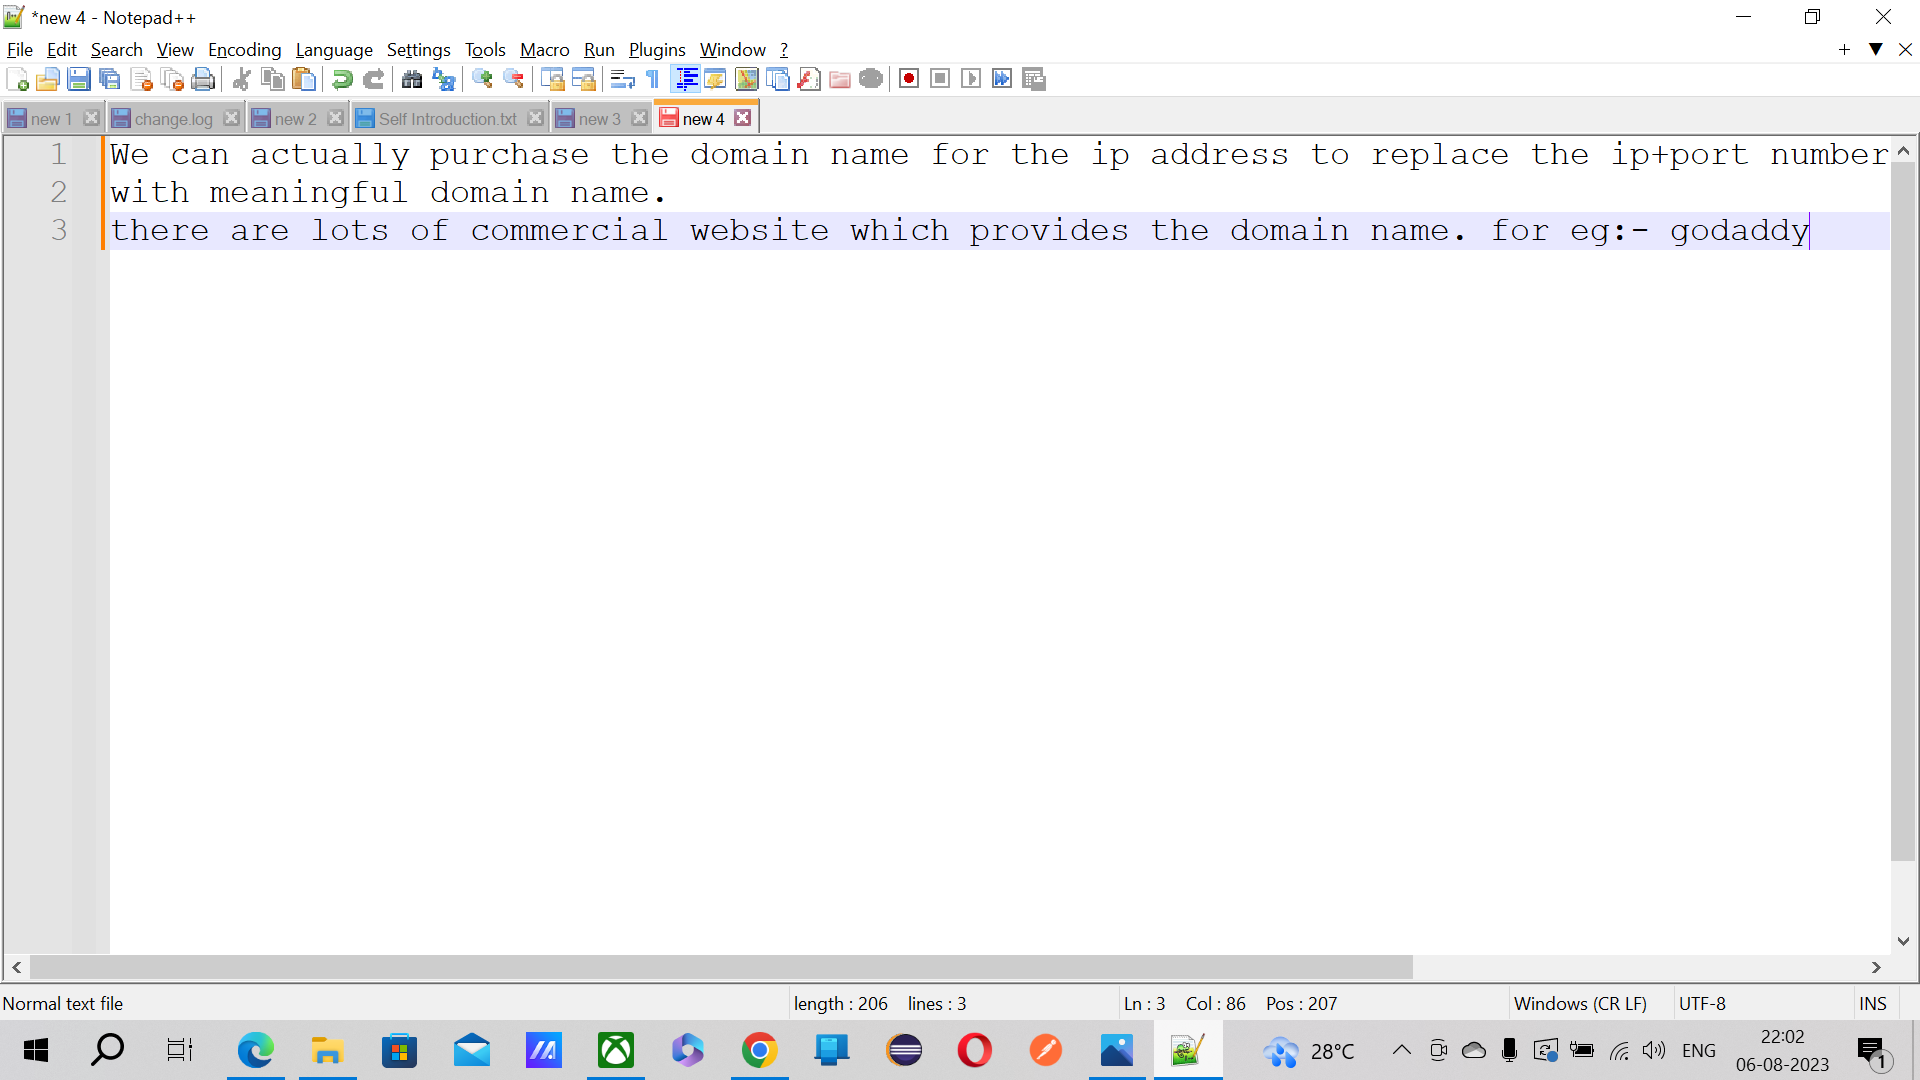 *new 4 - Notepad++
File Edit Search View Encoding Language Settings Tools Macro Run Plugins Window ?
+ ▼ X
new 1 change.log new 2 Self Introduction.txt new 3 new 4
1 We can actually purchase the domain name for the ip address to replace the ip+port number
2 with meaningful domain name.
3 there are lots of commercial website which provides the domain name. for eg:- godaddy
Normal text file length : 206 lines : 3 Ln : 3 Col : 86 Pos : 207 Windows (CR LF) UTF-8 INS
28°C ENG 22:02
06-08-2023 1